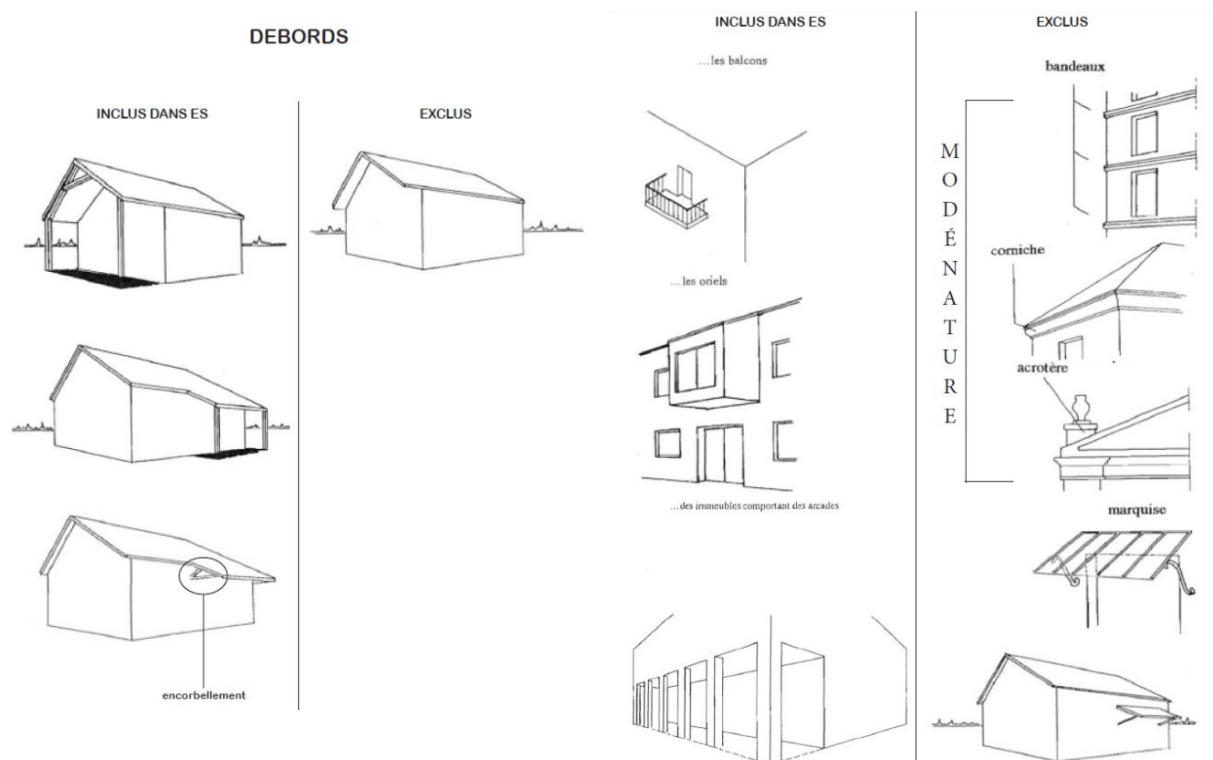 DEBORDS
INCLUS DANS ES
EXCLUS
encorbellement
INCLUS DANS ES
EXCLUS
...les balcons
...les oriels
...des immeubles comportant des arcades
MODÉNATURE
bandeaux
corniche
acrotère
marquise